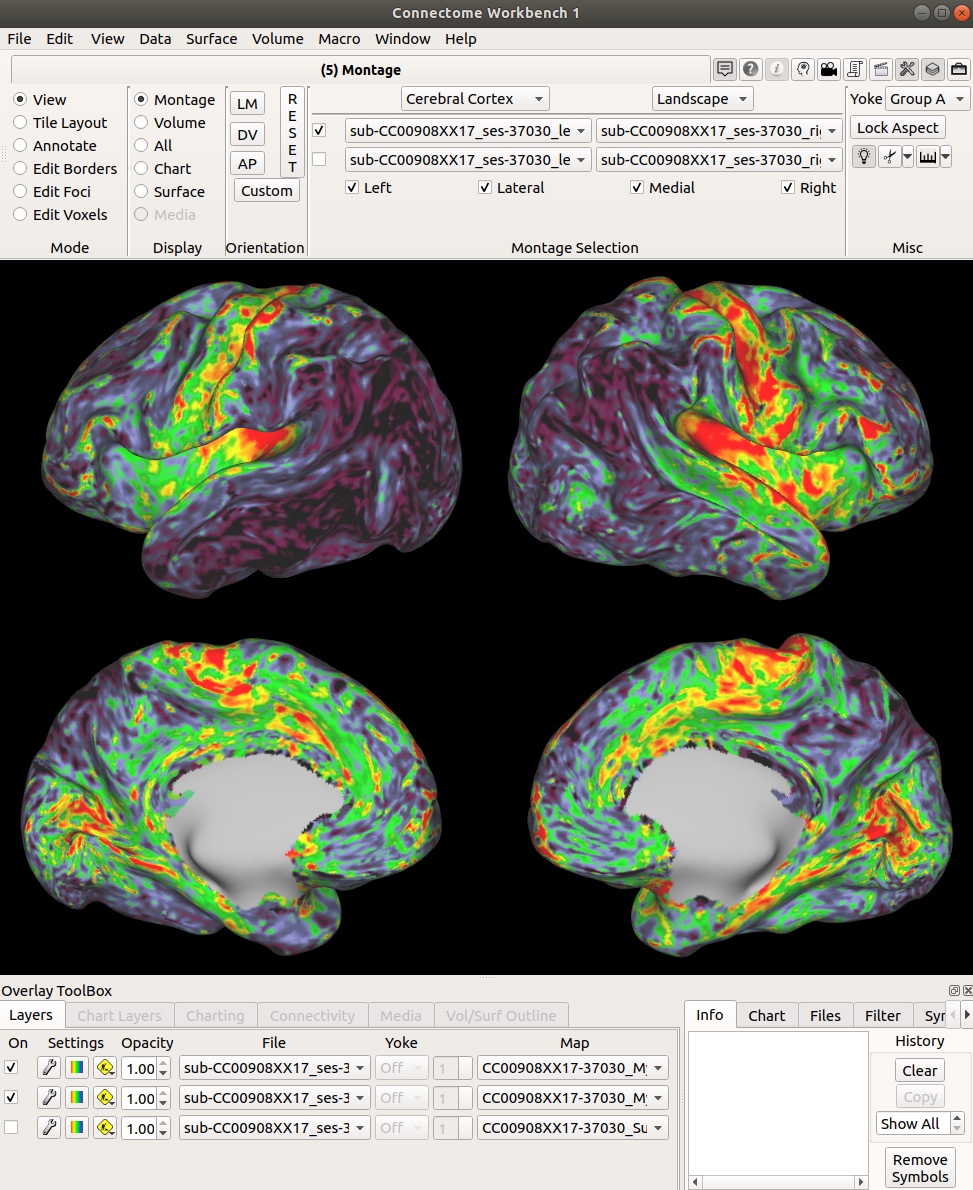 Connectome Workbench 1
File Edit View Data Surface Volume Macro Window Help
(5) Montage
View
Tile Layout
Annotate
Edit Borders
Edit Foci
Edit Voxels
Mode
Montage
Volume
All
Chart
Surface
Media
Display
LM
DV
AP
Custom
RESET
Orientation
Cerebral Cortex Landscape
sub-CC00908XX17_ses-37030_le sub-CC00908XX17_ses-37030_rig
sub-CC00908XX17_ses-37030_le sub-CC00908XX17_ses-37030_rig
Left Lateral Medial Right
Montage Selection
Yoke Group A
Lock Aspect
Misc
Overlay ToolBox
Layers Chart Layers Charting Connectivity Media Vol/Surf Outline
On Settings Opacity File Yoke Map
1.00 sub-CC00908XX17_ses-3 Off 1 CC00908XX17-37030_My
1.00 sub-CC00908XX17_ses-3 Off 1 CC00908XX17-37030_My
1.00 sub-CC00908XX17_ses-3 Off 1 CC00908XX17-37030_Su
Info Chart Files Filter Syr
History
Clear
Copy
Show All
Remove
Symbols